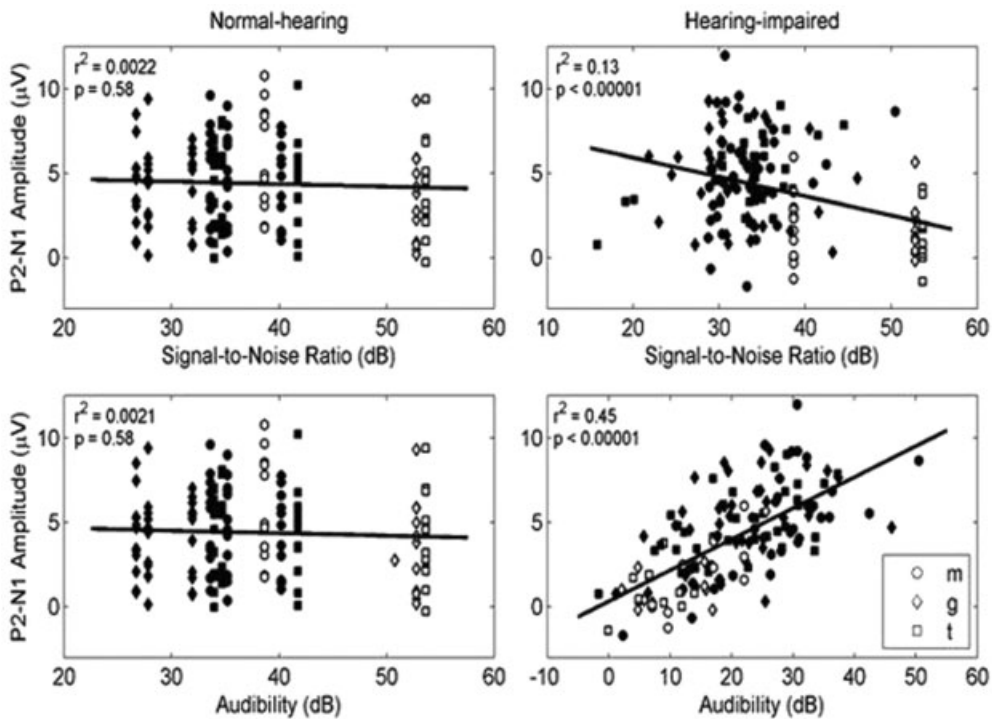 Normal-hearing
Hearing-impaired
r² = 0.0022
p = 0.58
P2-N1 Amplitude (μV)
10
5
0
20 30 40 50 60
Signal-to-Noise Ratio (dB)
r² = 0.13
p < 0.00001
10
5
0
10 20 30 40 50 60
Signal-to-Noise Ratio (dB)
r² = 0.0021
p = 0.58
P2-N1 Amplitude (μV)
10
5
0
20 30 40 50 60
Audibility (dB)
r² = 0.45
p < 0.00001
10
5
0
-10 0 10 20 30 40 50 60
Audibility (dB)
m
g
t